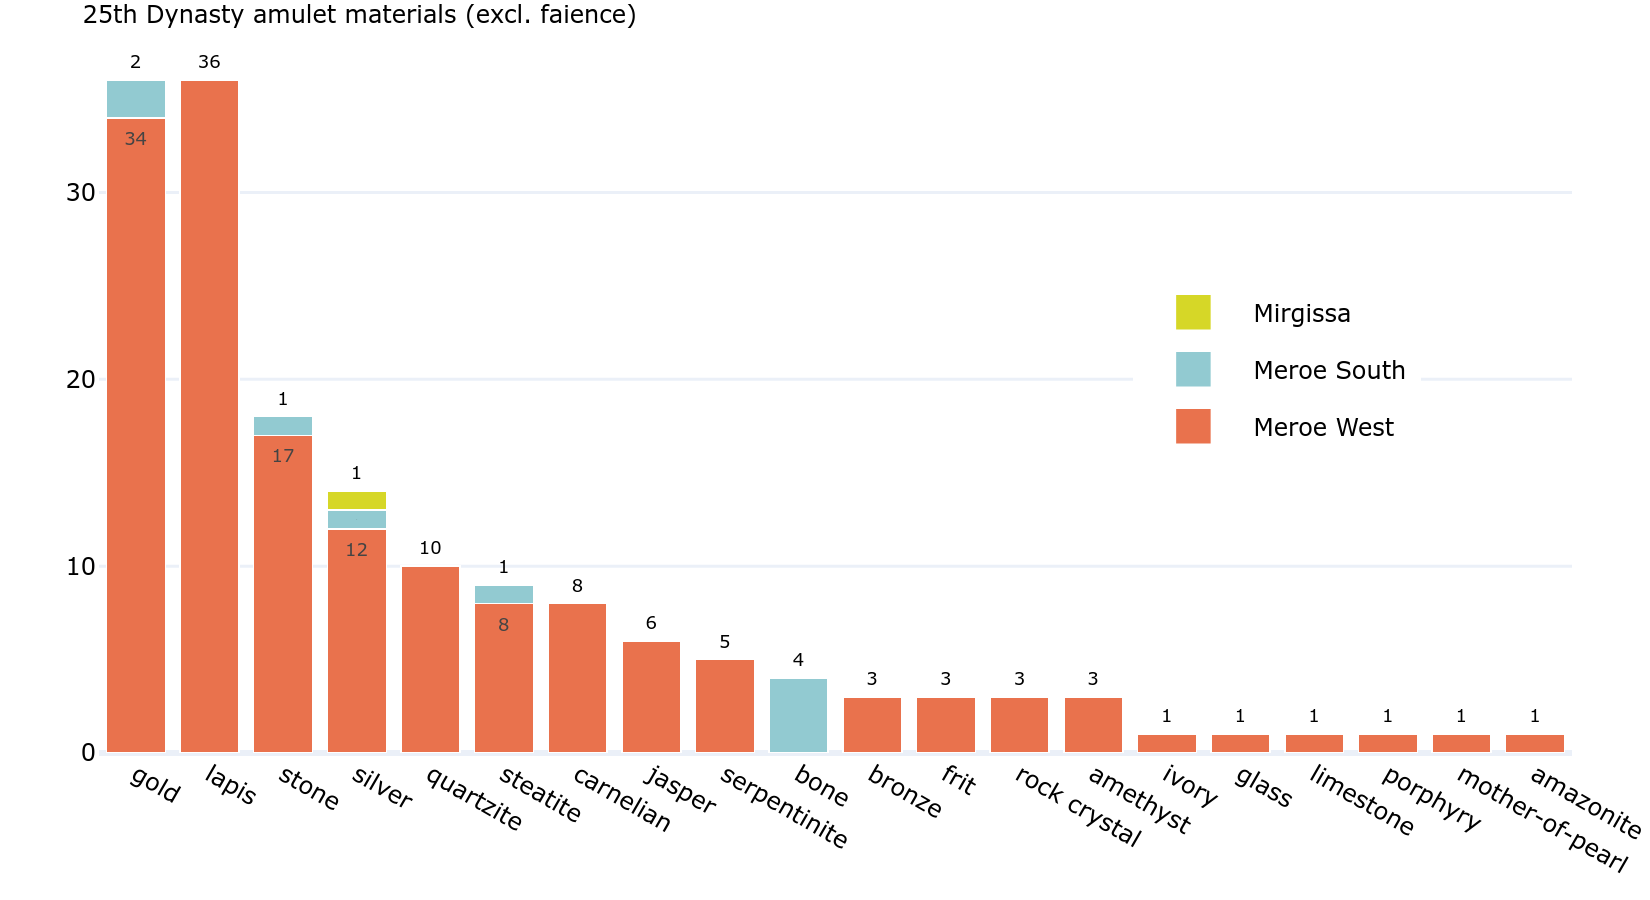 25th Dynasty amulet materials (excl. faience)
2
36
34
30
Mirgissa
20
Meroe South
1
Meroe West
17
1
12
10
10
1
8
8
6
5
4
3
3
3
3
1
1
1
1
1
1
0
gold
lapis
stone
silver
quartzite
steatite
carnelian
jasper
serpentinite
bone
bronze
frit
rock crystal
amethyst
ivory
glass
limestone
porphyry
mother-of-pearl
amazonite